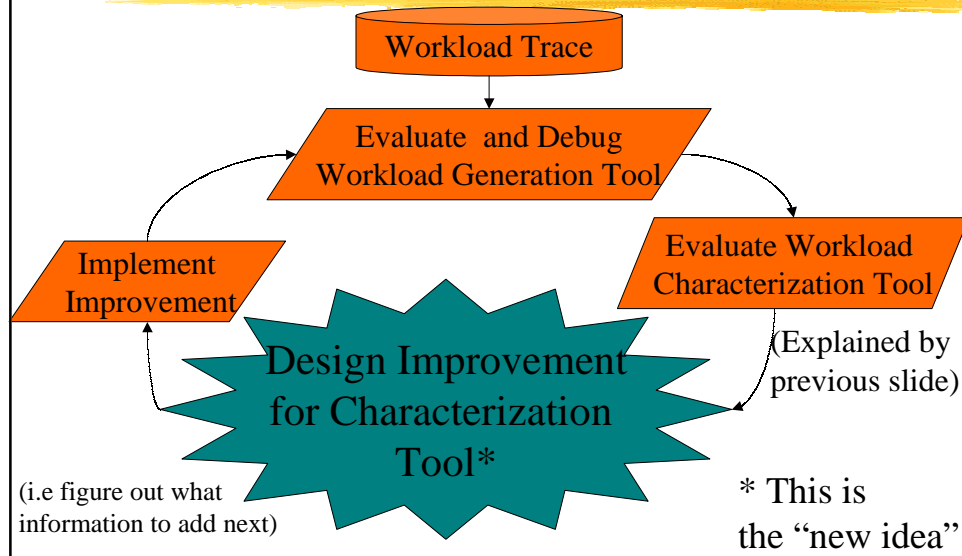 Workload Trace
Evaluate and Debug
Workload Generation Tool
Evaluate Workload
Characterization Tool
(Explained by
previous slide)
Design Improvement
for Characterization
Tool*
Implement
Improvement
(i.e figure out what
information to add next)
* This is
the “new idea”